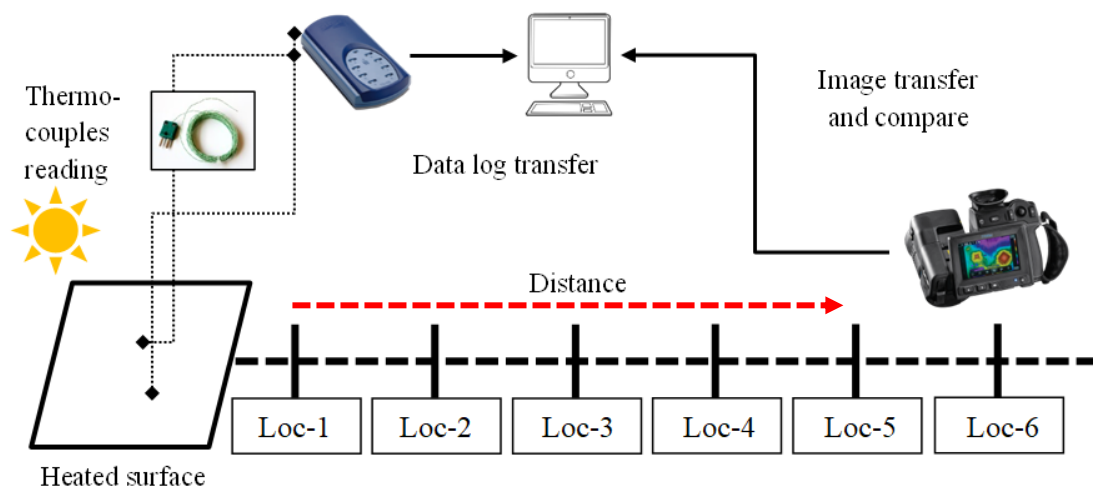 Thermo-
couples
reading
Image transfer
and compare
Data log transfer
Distance
Loc-1
Loc-2
Loc-3
Loc-4
Loc-5
Loc-6
Heated surface